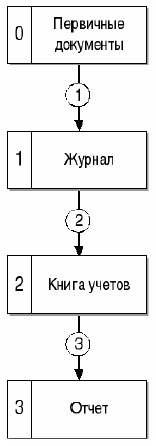 0
Первичные
документы
1
1
Журнал
2
2
Книга учетов
3
3
Отчет